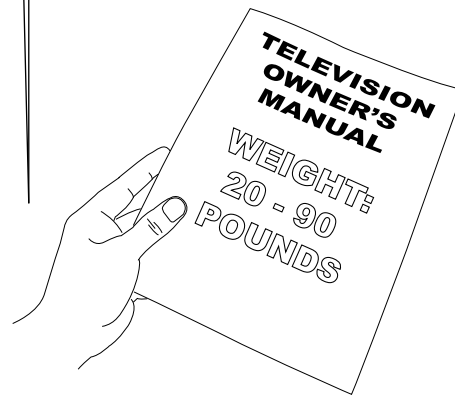 TELEVISION
OWNER'S
MANUAL
WEIGHT:
20 - 90
POUNDS